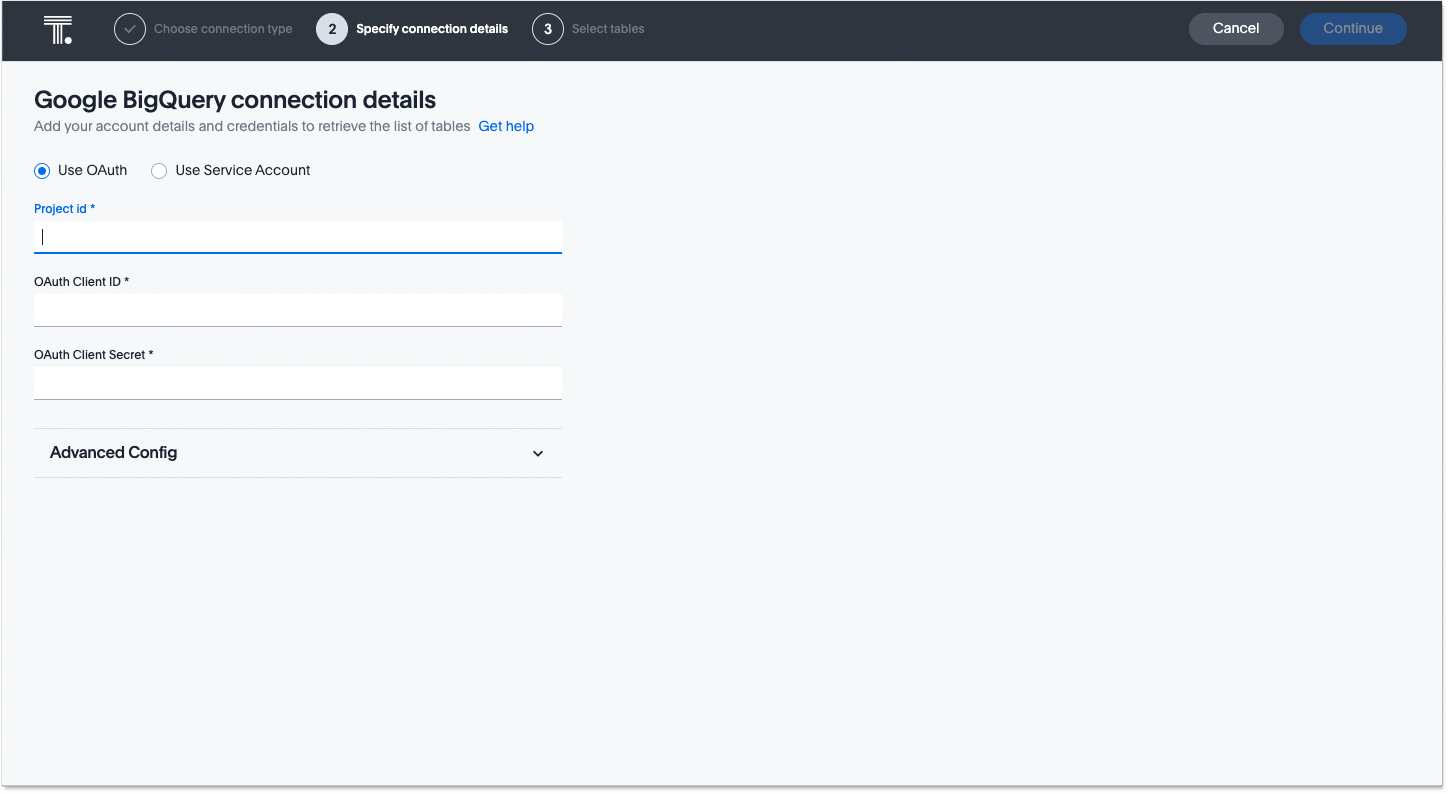 T. Choose connection type 2 Specify connection details 3 Select tables Cancel Continue
Google BigQuery connection details
Add your account details and credentials to retrieve the list of tables Get help
Use OAuth Use Service Account
Project id *
OAuth Client ID *
OAuth Client Secret *
Advanced Config